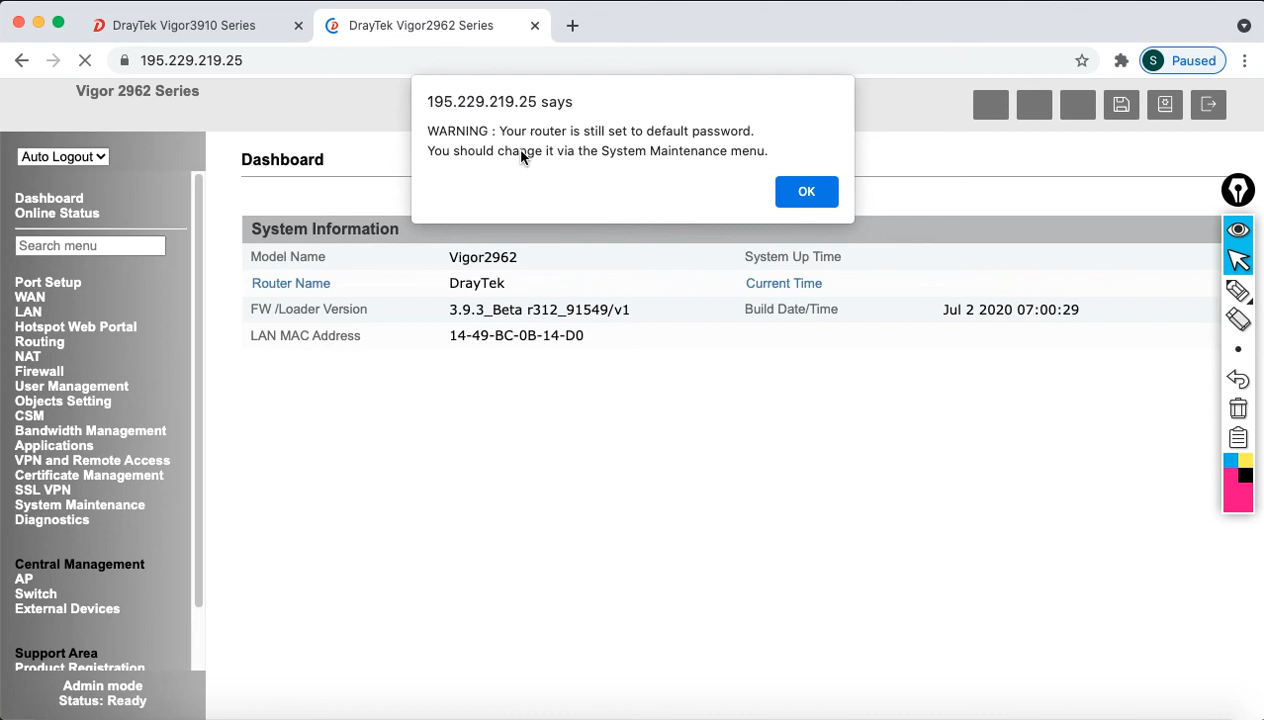 DrayTek Vigor3910 Series
DrayTek Vigor2962 Series
195.229.219.25
S Paused
Vigor 2962 Series
195.229.219.25 says
WARNING : Your router is still set to default password.
You should change it via the System Maintenance menu.
OK
Auto Logout
Dashboard
Online Status
Search menu
Port Setup
WAN
LAN
Hotspot Web Portal
Routing
NAT
Firewall
User Management
Objects Setting
CSM
Bandwidth Management
Applications
VPN and Remote Access
Certificate Management
SSL VPN
System Maintenance
Diagnostics
Central Management
AP
Switch
External Devices
Support Area
Product Registration
Admin mode
Status: Ready
Dashboard
System Information
Model Name Vigor2962 System Up Time
Router Name DrayTek Current Time
FW /Loader Version 3.9.3_Beta r312_91549/v1 Build Date/Time Jul 2 2020 07:00:29
LAN MAC Address 14-49-BC-0B-14-D0